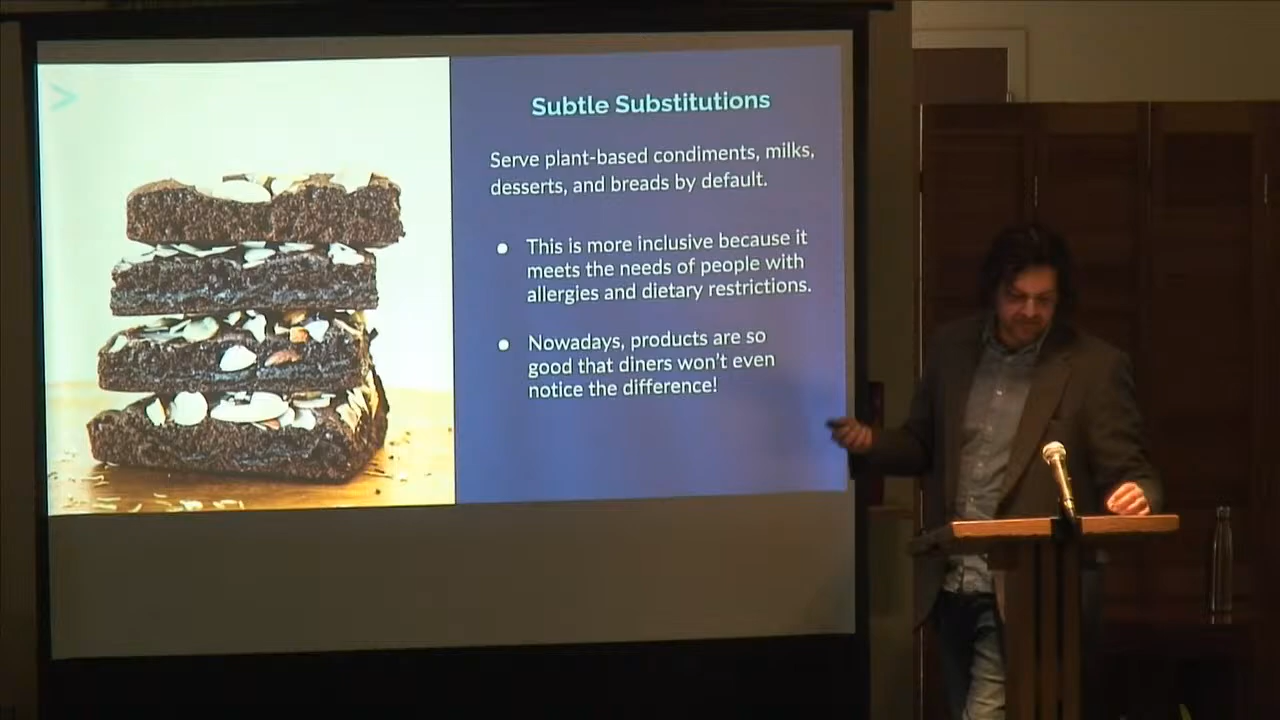 Subtle Substitutions
Serve plant-based condiments, milks,
desserts, and breads by default.
● This is more inclusive because it
meets the needs of people with
allergies and dietary restrictions.
● Nowadays, products are so
good that diners won't even
notice the difference!